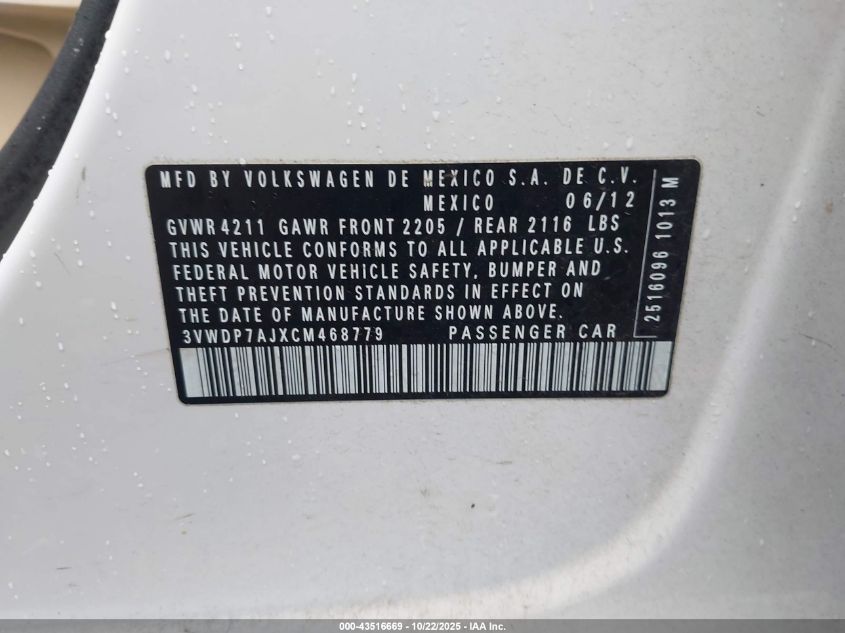 MFD BY VOLKSWAGEN DE MEXICO S.A. DE C.V.
MEXICO 06/12
GVWR 4211 GAWR FRONT 2205 / REAR 2116 LBS
THIS VEHICLE CONFORMS TO ALL APPLICABLE U.S.
FEDERAL MOTOR VEHICLE SAFETY, BUMPER AND
THEFT PREVENTION STANDARDS IN EFFECT ON
THE DATE OF MANUFACTURE SHOWN ABOVE.
3VWDP7AJXCM468779 PASSENGER CAR
2516096 1013 M
000-43516669 - 10/22/2025 - IAA Inc.